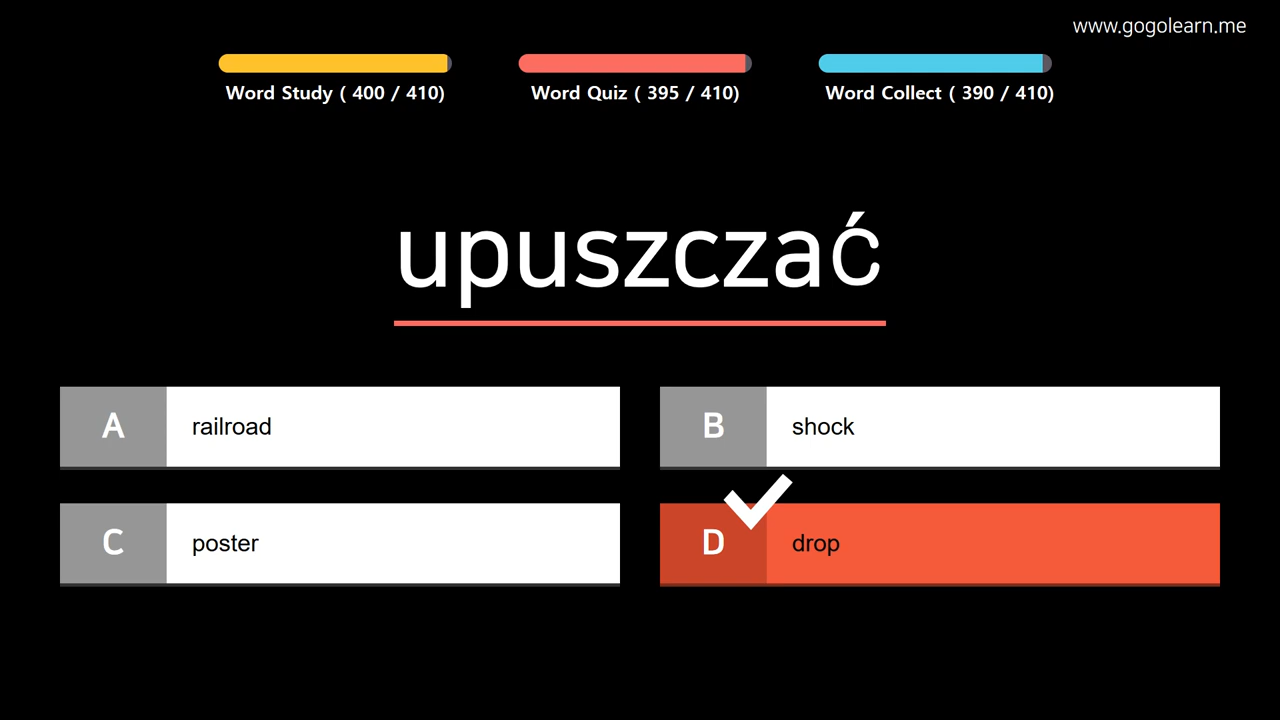 www.gogolearn.me
Word Study ( 400 / 410)
Word Quiz ( 395 / 410)
Word Collect ( 390 / 410)
upuszczać
A railroad
B shock
C poster
D drop